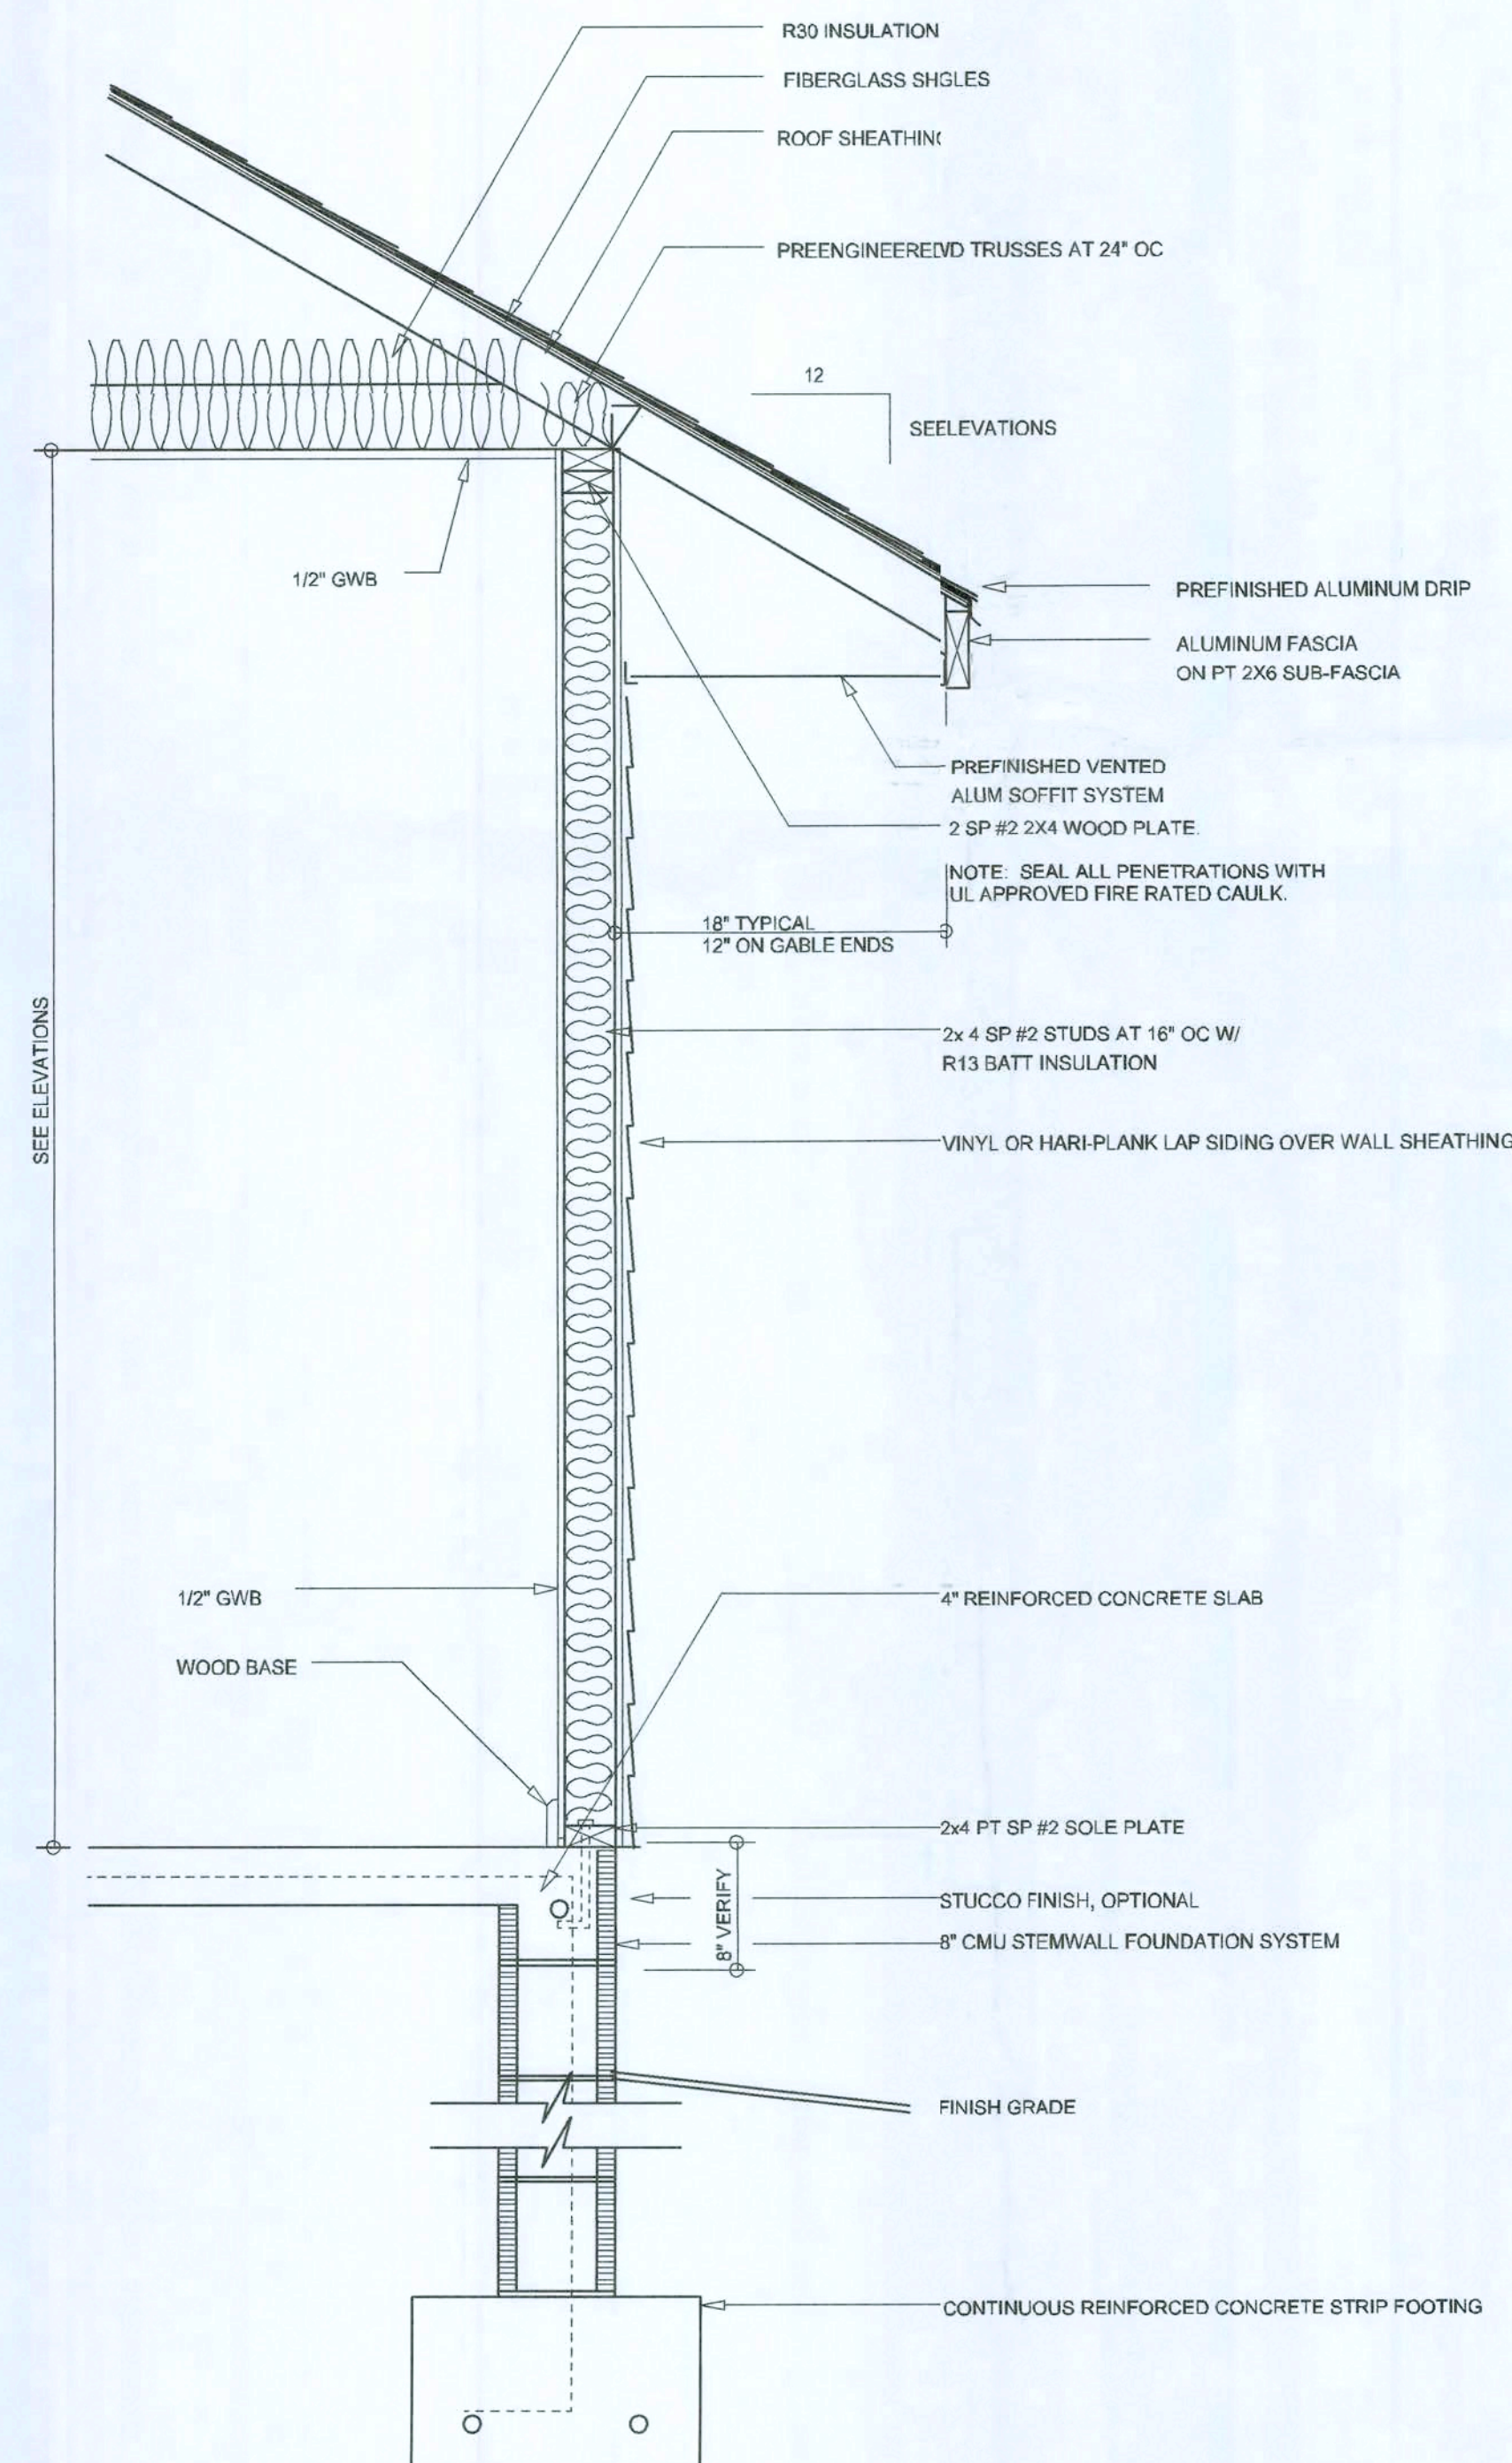 R30 INSULATION
FIBERGLASS SHGLES
ROOF SHEATHING
PREENGINEERED WD TRUSSES AT 24" OC
12
SEELEVATIONS
1/2" GWB
PREFINISHED ALUMINUM DRIP
ALUMINUM FASCIA
ON PT 2X6 SUB-FASCIA
PREFINISHED VENTED
ALUM SOFFIT SYSTEM
2 SP #2 2X4 WOOD PLATE.
NOTE: SEAL ALL PENETRATIONS WITH
UL APPROVED FIRE RATED CAULK.
18" TYPICAL
12" ON GABLE ENDS
SEE ELEVATIONS
2x 4 SP #2 STUDS AT 16" OC W/
R13 BATT INSULATION
VINYL OR HARI-PLANK LAP SIDING OVER WALL SHEATHING
1/2" GWB
4" REINFORCED CONCRETE SLAB
WOOD BASE
2x4 PT SP #2 SOLE PLATE
8" VERIFY
STUCCO FINISH, OPTIONAL
8" CMU STEMWALL FOUNDATION SYSTEM
FINISH GRADE
CONTINUOUS REINFORCED CONCRETE STRIP FOOTING